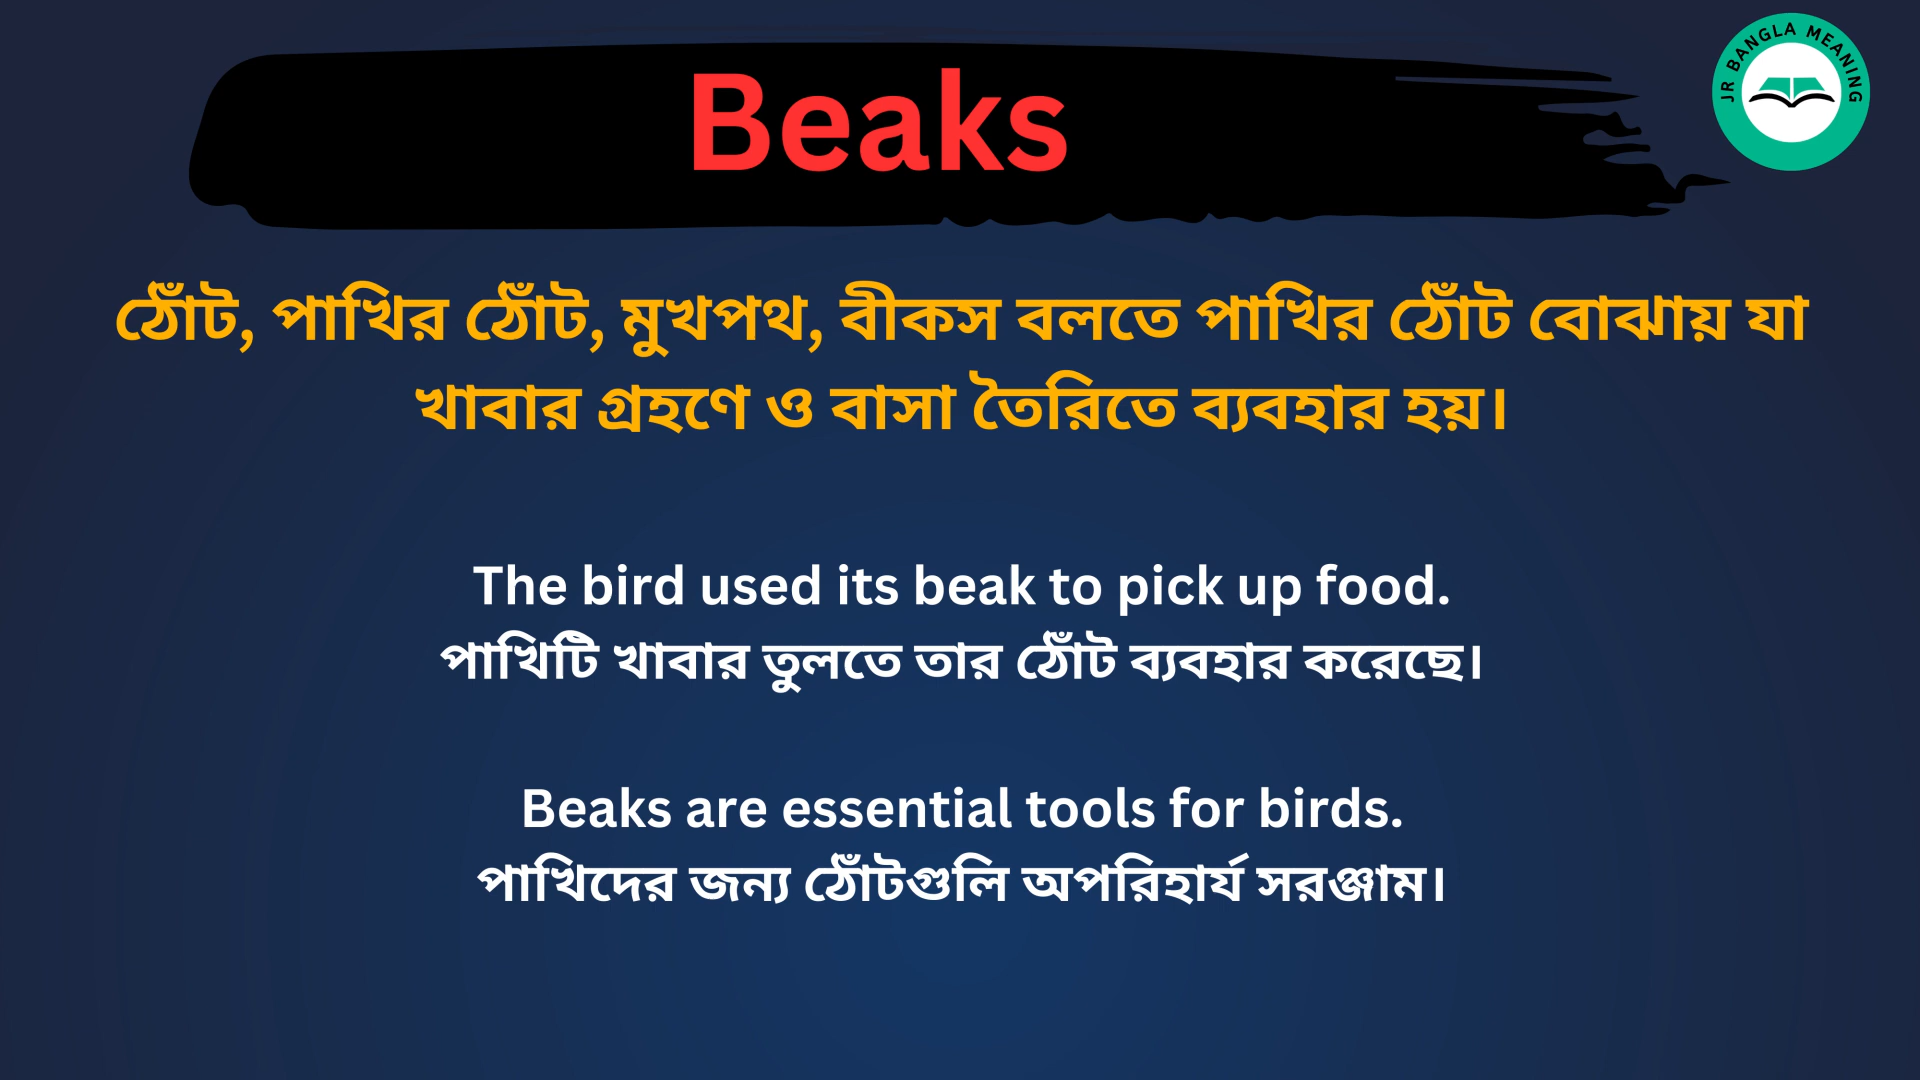 Beaks
JR BANGLA MEANING
ঠোঁট, পাখির ঠোঁট, মুখপথ, বীকস বলতে পাখির ঠোঁট বোঝায় যা
খাবার গ্রহণে ও বাসা তৈরিতে ব্যবহার হয়।
The bird used its beak to pick up food.
পাখিটি খাবার তুলতে তার ঠোঁট ব্যবহার করেছে।
Beaks are essential tools for birds.
পাখিদের জন্য ঠোঁটগুলি অপরিহার্য সরঞ্জাম।